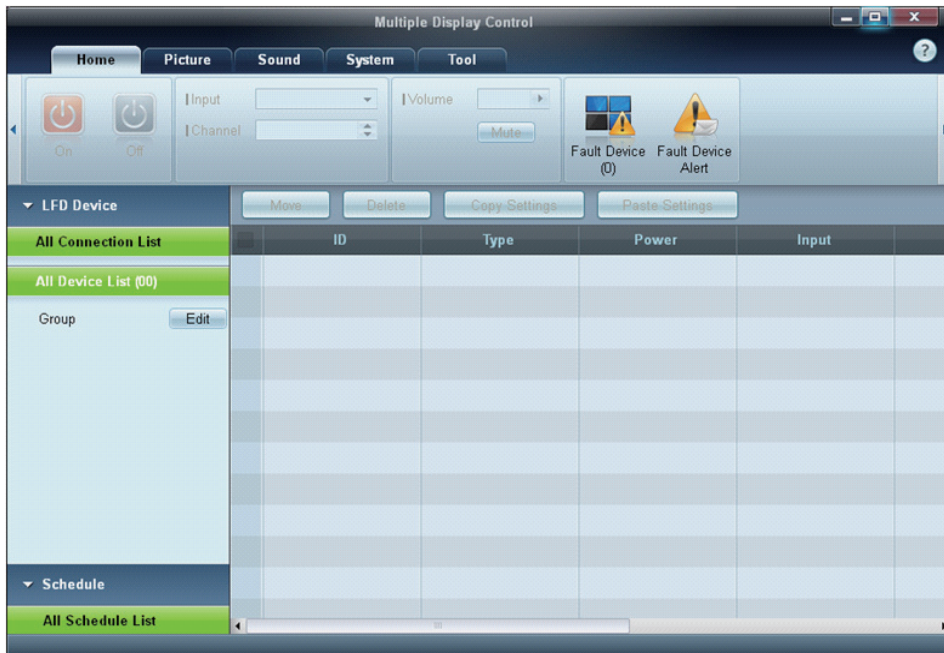 Multiple Display Control
Home Picture Sound System Tool
Input
Volume
Channel
Mute
On Off
Fault Device (0)
Fault Device Alert
LFD Device
Move Delete Copy Settings Paste Settings
All Connection List
ID Type Power Input
All Device List (00)
Group Edit
Schedule
All Schedule List